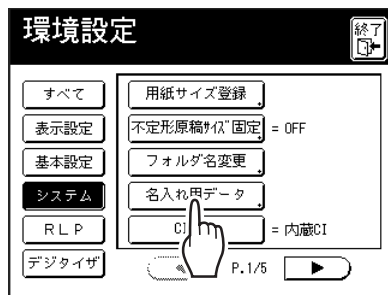 環境設定
終了
すべて
用紙サイズ登録
表示設定
不定形原稿サイズ固定 = OFF
基本設定
フォルダ名変更
システム
名入れ用データ
RLP
CI = 内蔵CI
デジタイザ
P.1/5